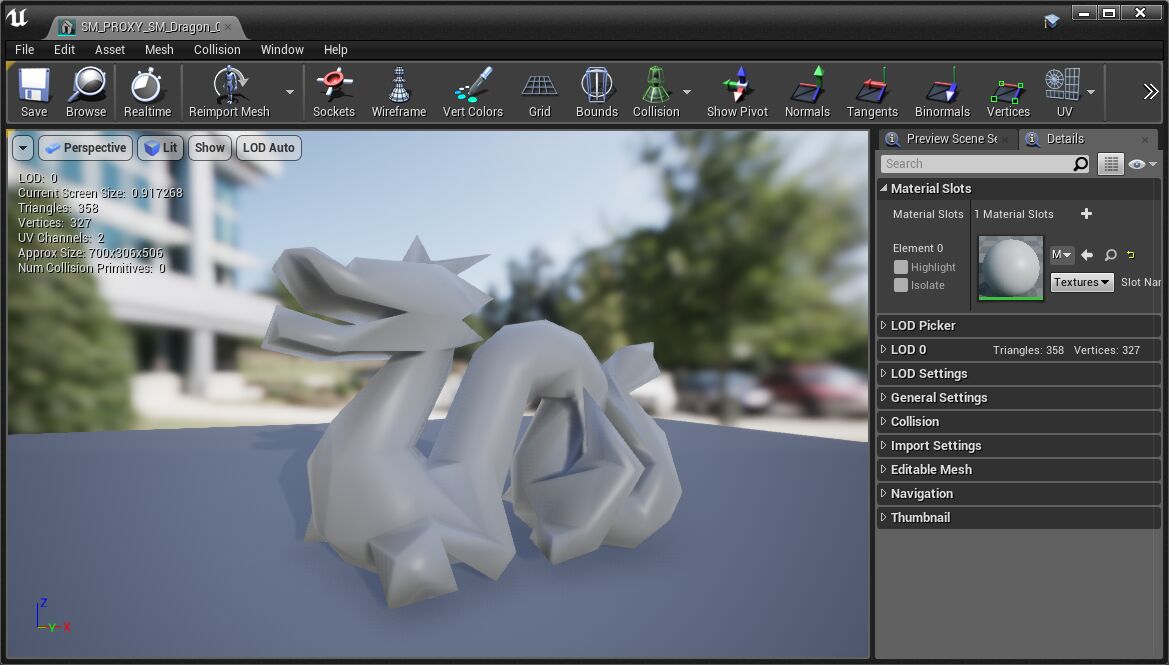 SM_PROXY_SM_Dragon_
File Edit Asset Mesh Collision Window Help
Save Browse Realtime Reimport Mesh Sockets Wireframe Vert Colors Grid Bounds Collision Show Pivot Normals Tangents Binormals Vertices UV
Perspective Lit Show LOD Auto
LOD: 0
Current Screen Size: 0.917268
Triangles: 358
Vertices: 327
UV Channels: 2
Approx Size: 700x306x506
Num Collision Primitives: 0
Z
Y X
Preview Scene Se Details
Search
Material Slots
Material Slots 1 Material Slots
Element 0
Highlight
Isolate
M
Textures Slot Nar
LOD Picker
LOD 0 Triangles: 358 Vertices: 327
LOD Settings
General Settings
Collision
Import Settings
Editable Mesh
Navigation
Thumbnail